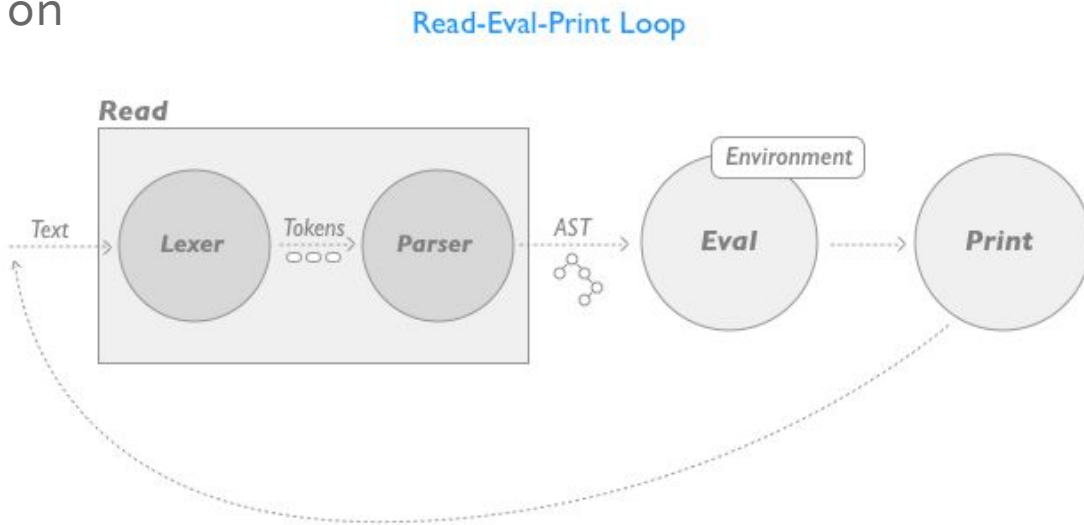 on
Read-Eval-Print Loop
Read
Environment
Text
Lexer
Tokens
Parser
AST
Eval
Print